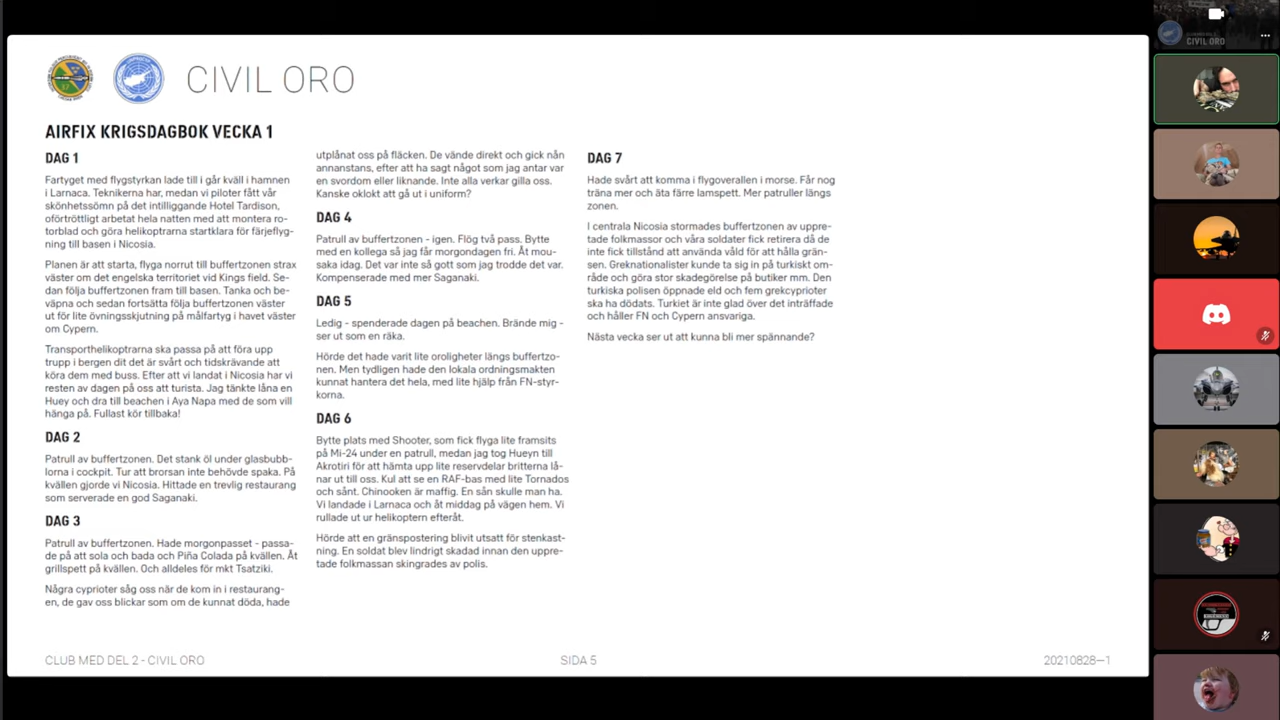 CIVIL ORO
AIRFIX KRIGSDAGBOK VECKA 1
DAG 1
Fartyget med flygstyrkan lade till i går kväll i hamnen
i Larnaca. Teknikerna har, medan vi piloter fått vår
skönhetssömn på det intilliggande Hotel Tardison,
oförtröttligt arbetat hela natten med att montera ro-
torblad och göra helikoptrarna startklara för färjeflyg-
ning till basen i Nicosia.
Planen är att starta, flyga norrut till buffertzonen strax
väster om det engelska territoriet vid Kings field. Se-
dan följa buffertzonen fram till basen. Tanka och be-
väpna och sedan fortsätta följa buffertzonen väster
ut för lite övningsskjutning på målfartyg i havet väster
om Cypern.
Transporthelikoptrarna ska passa på att föra upp
trupp i bergen dit det är svårt och tidskrävande att
köra dem med buss. Efter att vi landat i Nicosia har vi
resten av dagen på oss att turista. Jag tänkte låna en
Huey och dra till beachen i Aya Napa med de som vill
hänga på. Fullast kör tillbaka!
DAG 2
Patrull av buffertzonen. Det stank öl under glasbubb-
lorna i cockpit. Tur att brorsan inte behövde spaka. På
kvällen gjorde vi Nicosia. Hittade en trevlig restaurang
som serverade en god Saganaki.
DAG 3
Patrull av buffertzonen. Hade morgonpasset - passa-
de på att sola och bada och Piña Colada på kvällen. Åt
grillspett på kvällen. Och alldeles för mkt Tsatziki.
Några cyprioter såg oss när de kom in i restaurang-
en, de gav oss blickar som om de kunnat döda, hade
utplånat oss på fläcken. De vände direkt och gick nån
annanstans, efter att ha sagt något som jag antar var
en svordom eller liknande. Inte alla verkar gilla oss.
Kanske oklokt att gå ut i uniform?
DAG 4
Patrull av buffertzonen - igen. Flög två pass. Bytte
med en kollega så jag får morgondagen fri. Åt mou-
saka idag. Det var inte så gott som jag trodde det var.
Kompenserade med mer Saganaki.
DAG 5
Ledig - spenderade dagen på beachen. Brände mig -
ser ut som en räka.
Hörde det hade varit lite oroligheter längs buffertzo-
nen. Men tydligen hade den lokala ordningsmakten
kunnat hantera det hela, med lite hjälp från FN-styr-
korna.
DAG 6
Bytte plats med Shooter, som fick flyga lite framsits
på Mi-24 under en patrull, medan jag tog Hueyn till
Akrotiri för att hämta upp lite reservdelar britterna lå-
nar ut till oss. Kul att se en RAF-bas med lite Tornados
och sånt. Chinooken är maffig. En sån skulle man ha.
Vi landade i Larnaca och åt middag på vägen hem. Vi
rullade ut ur helikoptern efteråt.
Hörde att en gränspostering blivit utsatt för stenkast-
ning. En soldat blev lindrigt skadad innan den uppre-
tade folkmassan skingrades av polis.
DAG 7
Hade svårt att komma i flygoverallen i morse. Får nog
träna mer och äta färre lamspett. Mer patruller längs
zonen.
I centrala Nicosia stormades buffertzonen av uppre-
tade folkmassor och våra soldater fick retirera då de
inte fick tillstånd att använda våld för att hålla grän-
sen. Greknationalister kunde ta sig in på turkiskt om-
råde och göra stor skadegörelse på butiker mm. Den
turkiska polisen öppnade eld och fem grekcyprioter
ska ha dödats. Turkiet är inte glad över det inträffade
och håller FN och Cypern ansvariga.
Nästa vecka ser ut att kunna bli mer spännande?
CLUB MED DEL 2 - CIVIL ORO
SIDA 5
20210828—1
CIVIL ORO